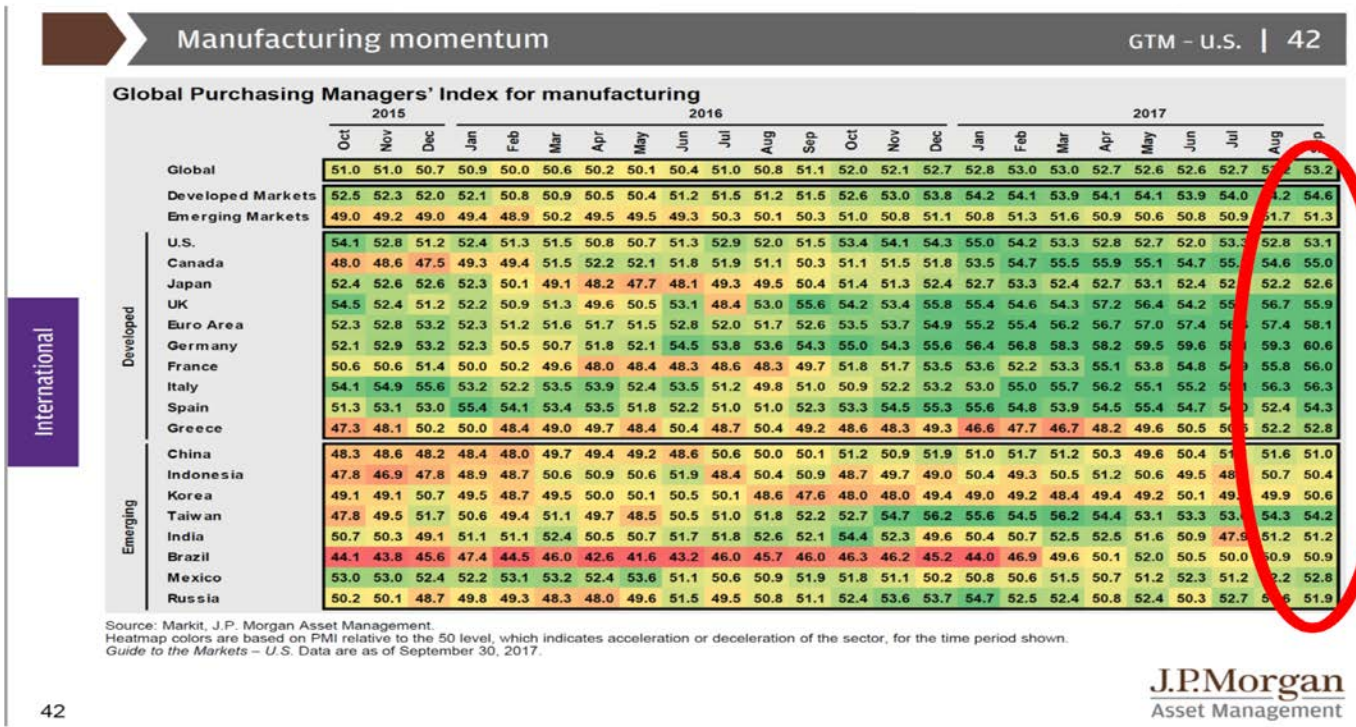 Manufacturing momentum
GTM – U.S. | 42
Global Purchasing Managers' Index for manufacturing
2015 2016 2017
Oct Nov Dec Jan Feb Mar Apr May Jun Jul Aug Sep Oct Nov Dec Jan Feb Mar Apr May Jun Jul Aug
Global 51.0 51.0 50.7 50.9 50.0 50.6 50.2 50.1 50.4 51.0 50.8 51.1 52.0 52.1 52.7 52.8 53.0 53.0 52.7 52.6 52.6 52.7 53.2
Developed Markets 52.5 52.3 52.0 52.1 50.8 50.9 50.5 50.4 51.2 51.5 51.2 51.5 52.6 53.0 53.8 54.2 54.1 53.9 54.1 54.1 53.9 54.0 54.6
Emerging Markets 49.0 49.2 49.0 49.4 48.9 50.2 49.5 49.5 49.3 50.3 50.1 50.3 51.0 50.8 51.1 50.8 51.3 51.6 50.9 50.6 50.8 50.9 51.7 51.3
U.S. 54.1 52.8 51.2 52.4 51.3 51.5 50.8 50.7 51.3 52.9 52.0 51.5 53.4 54.1 54.3 55.0 54.2 53.3 52.8 52.7 52.0 53.3 52.8 53.1
Canada 48.0 48.6 47.5 49.3 49.4 51.5 52.2 52.1 51.8 51.9 51.1 50.3 51.1 51.5 51.8 53.5 54.7 55.5 55.9 55.1 54.7 54.6 55.0
Japan 52.4 52.6 52.6 52.3 50.1 49.1 48.2 47.7 48.1 49.3 49.5 50.4 51.4 51.3 52.4 52.7 53.3 52.4 52.7 53.1 52.4 52.2 52.6
UK 54.5 52.4 51.2 52.2 50.9 51.3 49.6 50.5 53.1 48.4 53.0 55.6 54.2 53.4 55.8 55.4 54.6 54.3 57.2 56.4 54.2 56.7 55.9
Euro Area 52.3 52.8 53.2 52.3 51.2 51.6 51.7 51.5 52.8 52.0 51.7 52.6 53.5 53.7 54.9 55.2 55.4 56.2 56.7 57.0 57.4 57.4 58.1
Germany 52.1 52.9 53.2 52.3 50.5 50.7 51.8 52.1 54.5 53.8 53.6 54.3 55.0 54.3 55.6 56.4 56.8 58.3 58.2 59.5 59.6 59.3 60.6
France 50.6 50.6 51.4 50.0 50.2 49.6 48.0 48.4 48.3 48.6 48.3 49.7 51.8 51.7 53.5 53.6 52.2 53.3 55.1 53.8 54.8 54.9 55.8 56.0
Italy 54.1 54.9 55.6 53.2 52.2 53.5 53.9 52.4 53.5 51.2 49.8 51.0 50.9 52.2 53.2 53.0 55.0 55.7 56.2 55.1 55.2 56.3 56.3
Spain 51.3 53.1 53.0 55.4 54.1 53.4 53.5 51.8 52.2 51.0 51.0 52.3 53.3 54.5 55.3 55.6 54.8 53.9 54.5 55.4 54.7 52.4 54.3
Greece 47.3 48.1 50.2 50.0 48.4 49.0 49.7 48.4 50.4 48.7 50.4 49.2 48.6 48.3 49.3 46.6 47.7 46.7 48.2 49.6 50.5 52.2 52.8
China 48.3 48.6 48.2 48.4 48.0 49.7 49.4 49.2 48.6 50.6 50.0 50.1 51.2 50.9 51.9 51.0 51.7 51.2 50.3 49.6 50.4 51.6 51.0
Indonesia 47.8 46.9 47.8 48.9 48.7 50.6 50.9 50.6 51.9 48.4 50.4 50.9 48.7 49.7 49.0 50.4 49.3 50.5 51.2 50.6 49.5 50.7 50.4
Korea 49.1 49.1 50.7 49.5 48.7 49.5 50.0 50.1 50.5 50.1 48.6 47.6 48.0 48.0 49.4 49.0 49.2 48.4 49.4 49.2 50.1 49.9 50.6
Taiwan 47.8 49.5 51.7 50.6 49.4 51.1 49.7 48.5 50.5 51.0 51.8 52.2 52.7 54.7 56.2 55.6 54.5 56.2 54.4 53.1 53.3 54.3 54.2
India 50.7 50.3 49.1 51.1 51.1 52.4 50.5 50.7 51.7 51.8 52.6 52.1 54.4 52.3 49.6 50.4 50.7 52.5 52.5 51.6 50.9 47.9 51.2 51.2
Brazil 44.1 43.8 45.6 47.4 44.5 46.0 42.6 41.6 43.2 46.0 45.7 46.0 46.3 46.2 45.2 44.0 46.9 49.6 50.1 52.0 50.5 50.0 50.9 50.9
Mexico 53.0 53.0 52.4 52.2 53.1 53.2 52.4 53.6 51.1 50.6 50.9 51.9 51.8 51.1 50.2 50.8 50.6 51.5 50.7 51.2 52.3 51.2 52.8
Russia 50.2 50.1 48.7 49.8 49.3 48.3 48.0 49.6 51.5 49.5 50.8 51.1 52.4 53.6 53.7 54.7 52.5 52.4 50.8 52.4 50.3 52.7 51.9
Developed
Emerging
International
Source: Markit, J.P. Morgan Asset Management.
Heatmap colors are based on PMI relative to the 50 level, which indicates acceleration or deceleration of the sector, for the time period shown.
Guide to the Markets – U.S. Data are as of September 30, 2017.
J.P.Morgan
Asset Management
42